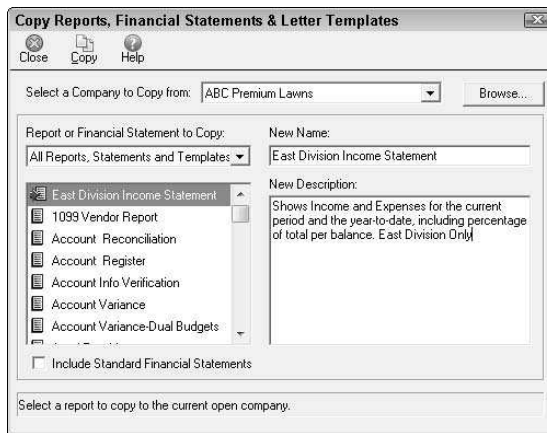 Copy Reports, Financial Statements & Letter Templates
Close Copy Help
Select a Company to Copy from: ABC Premium Lawns Browse...
Report or Financial Statement to Copy:
All Reports, Statements and Templates
East Division Income Statement
1099 Vendor Report
Account Reconciliation
Account Register
Account Info Verification
Account Variance
Account Variance-Dual Budgets
Include Standard Financial Statements
New Name:
East Division Income Statement
New Description:
Shows Income and Expenses for the current
period and the year-to-date, including percentage
of total per balance. East Division Only
Select a report to copy to the current open company.